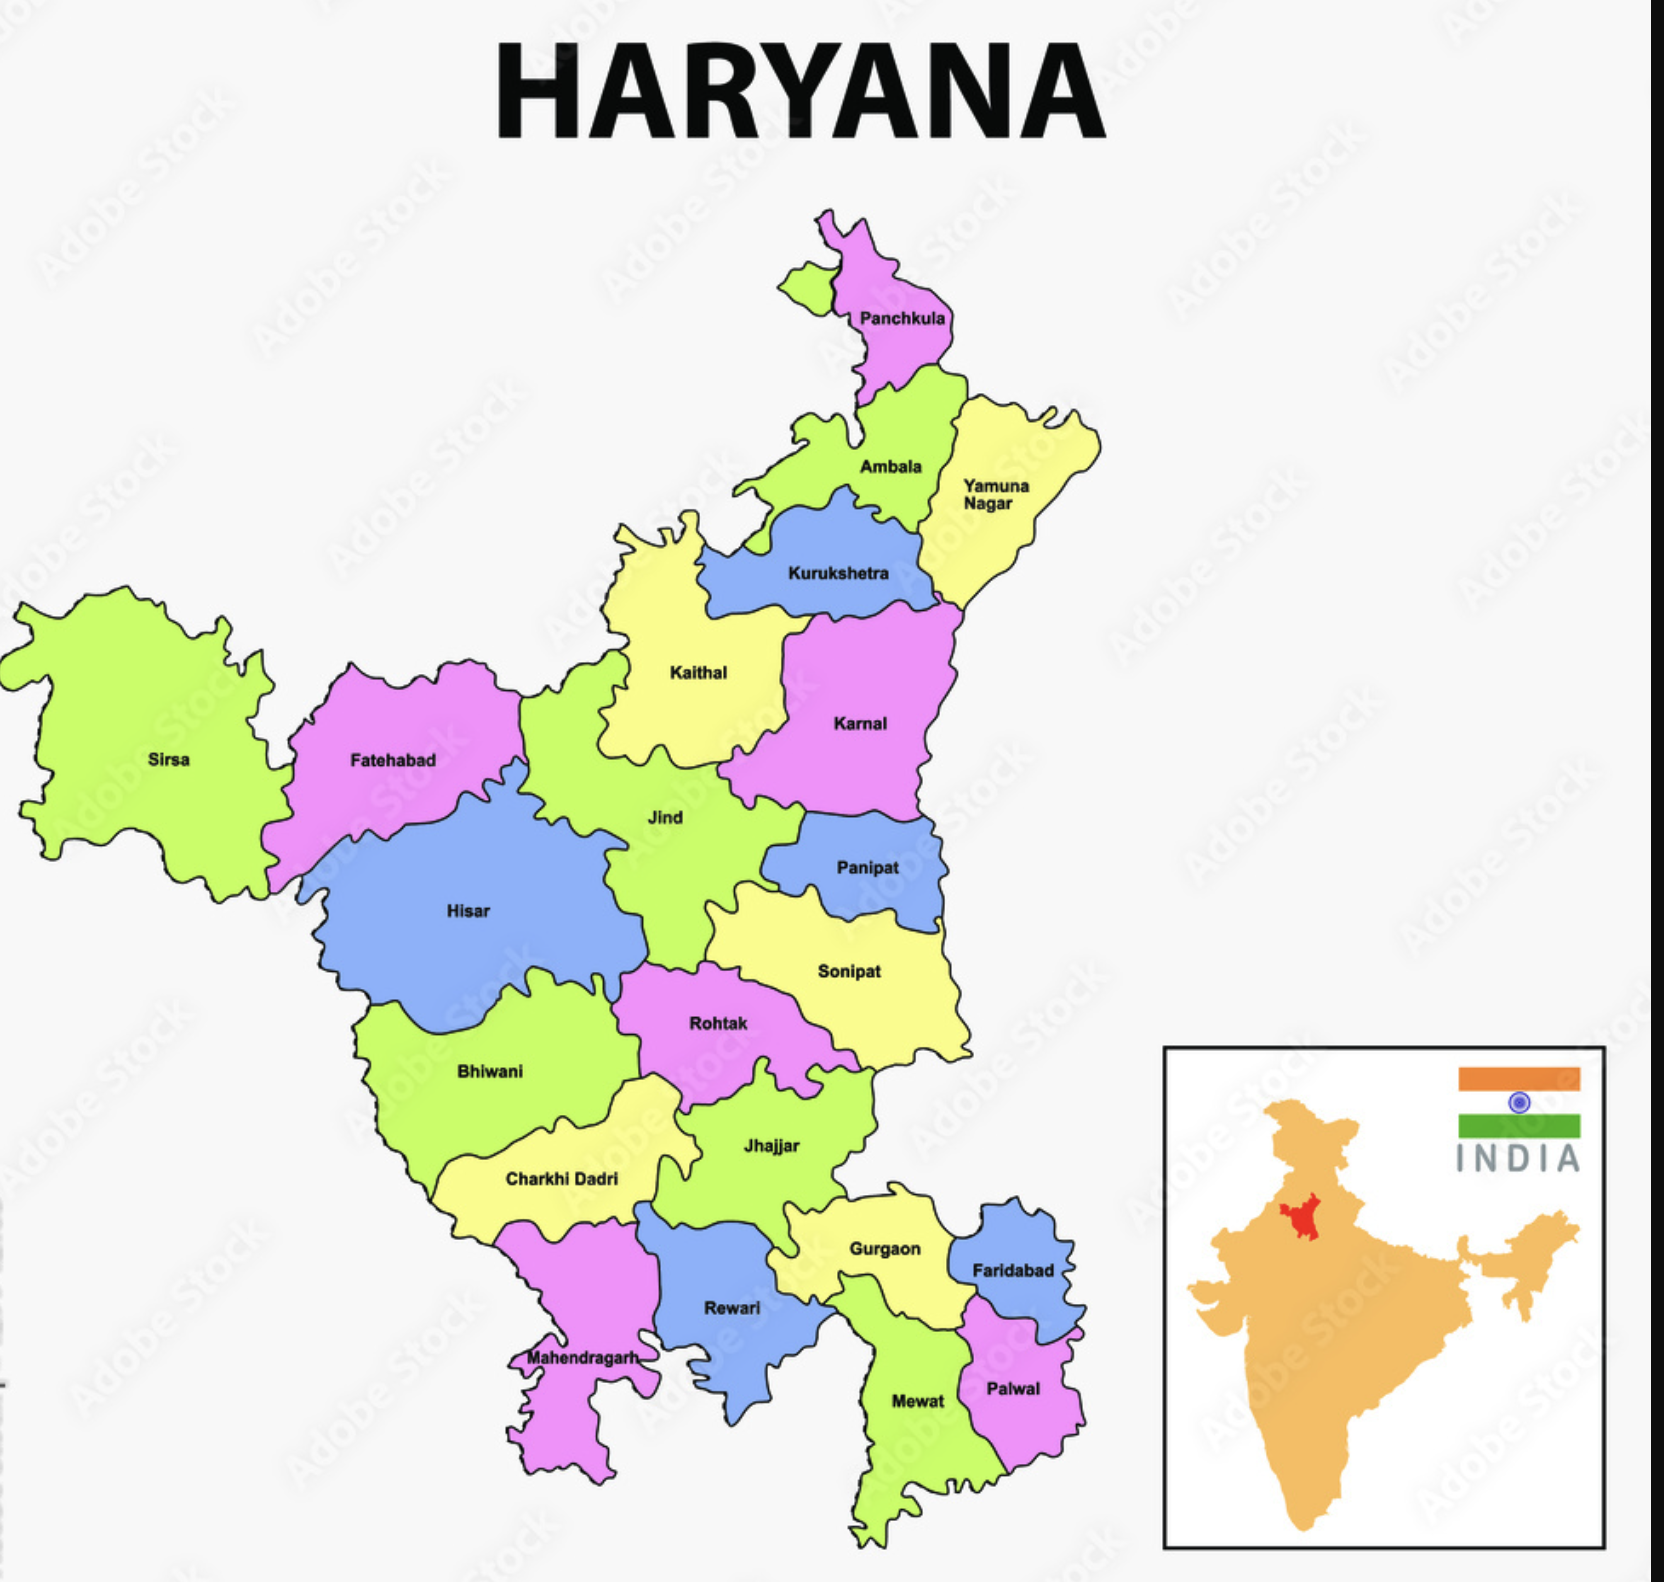 HARYANA
Panchkula
Ambala
Yamuna
Nagar
Kurukshetra
Kaithal
Karnal
Sirsa
Fatehabad
Jind
Panipat
Hisar
Sonipat
Rohtak
Bhiwani
Jhajjar
Charkhi Dadri
Gurgaon
Faridabad
Rewari
Mahendragarh
Palwal
Mewat
INDIA
Adobe Stock